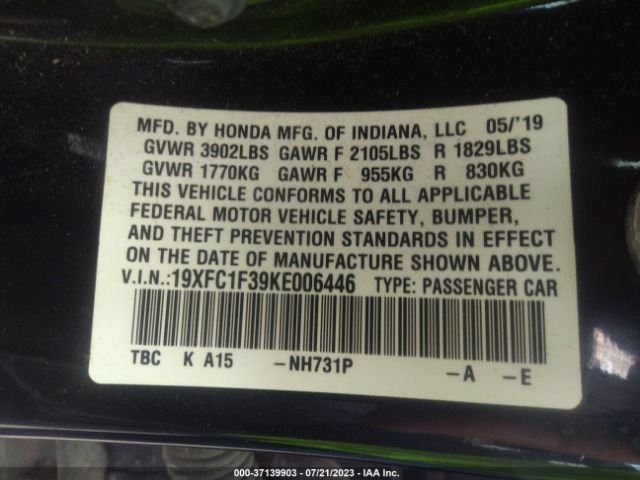 MFD. BY HONDA MFG. OF INDIANA, LLC 05/'19
GVWR 3902LBS GAWR F 2105LBS R 1829LBS
GVWR 1770KG GAWR F 955KG R 830KG
THIS VEHICLE CONFORMS TO ALL APPLICABLE
FEDERAL MOTOR VEHICLE SAFETY, BUMPER,
AND THEFT PREVENTION STANDARDS IN EFFECT
ON THE DATE OF MANUFACTURE SHOWN ABOVE.
V.I.N.:19XFC1F39KE006446 TYPE: PASSENGER CAR
TBC K A15 -NH731P -A -E
000-37139903 - 07/21/2023 - IAA Inc.